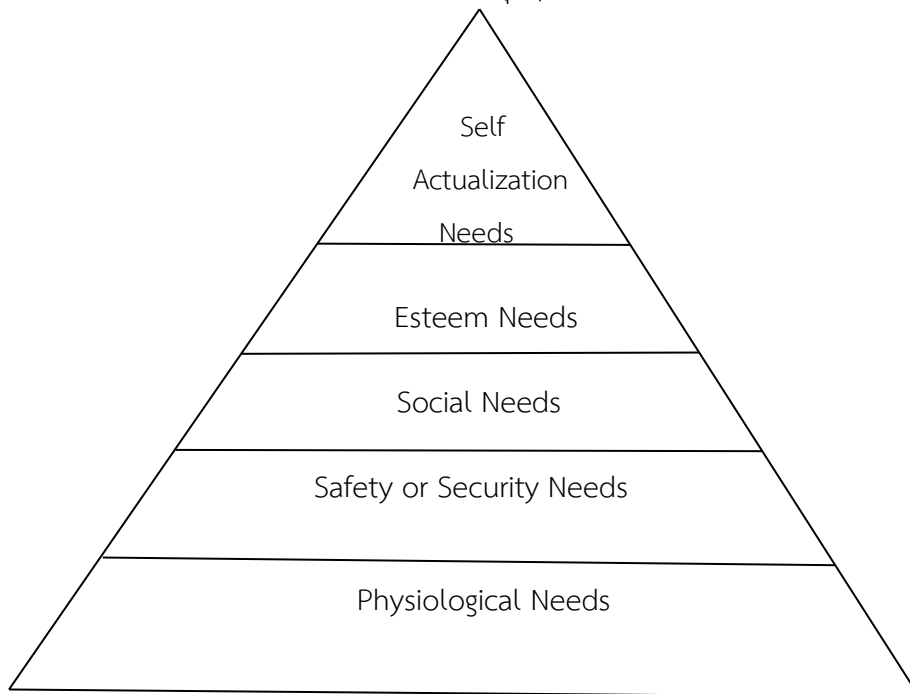 Self
Actualization
Needs
Esteem Needs
Social Needs
Safety or Security Needs
Physiological Needs